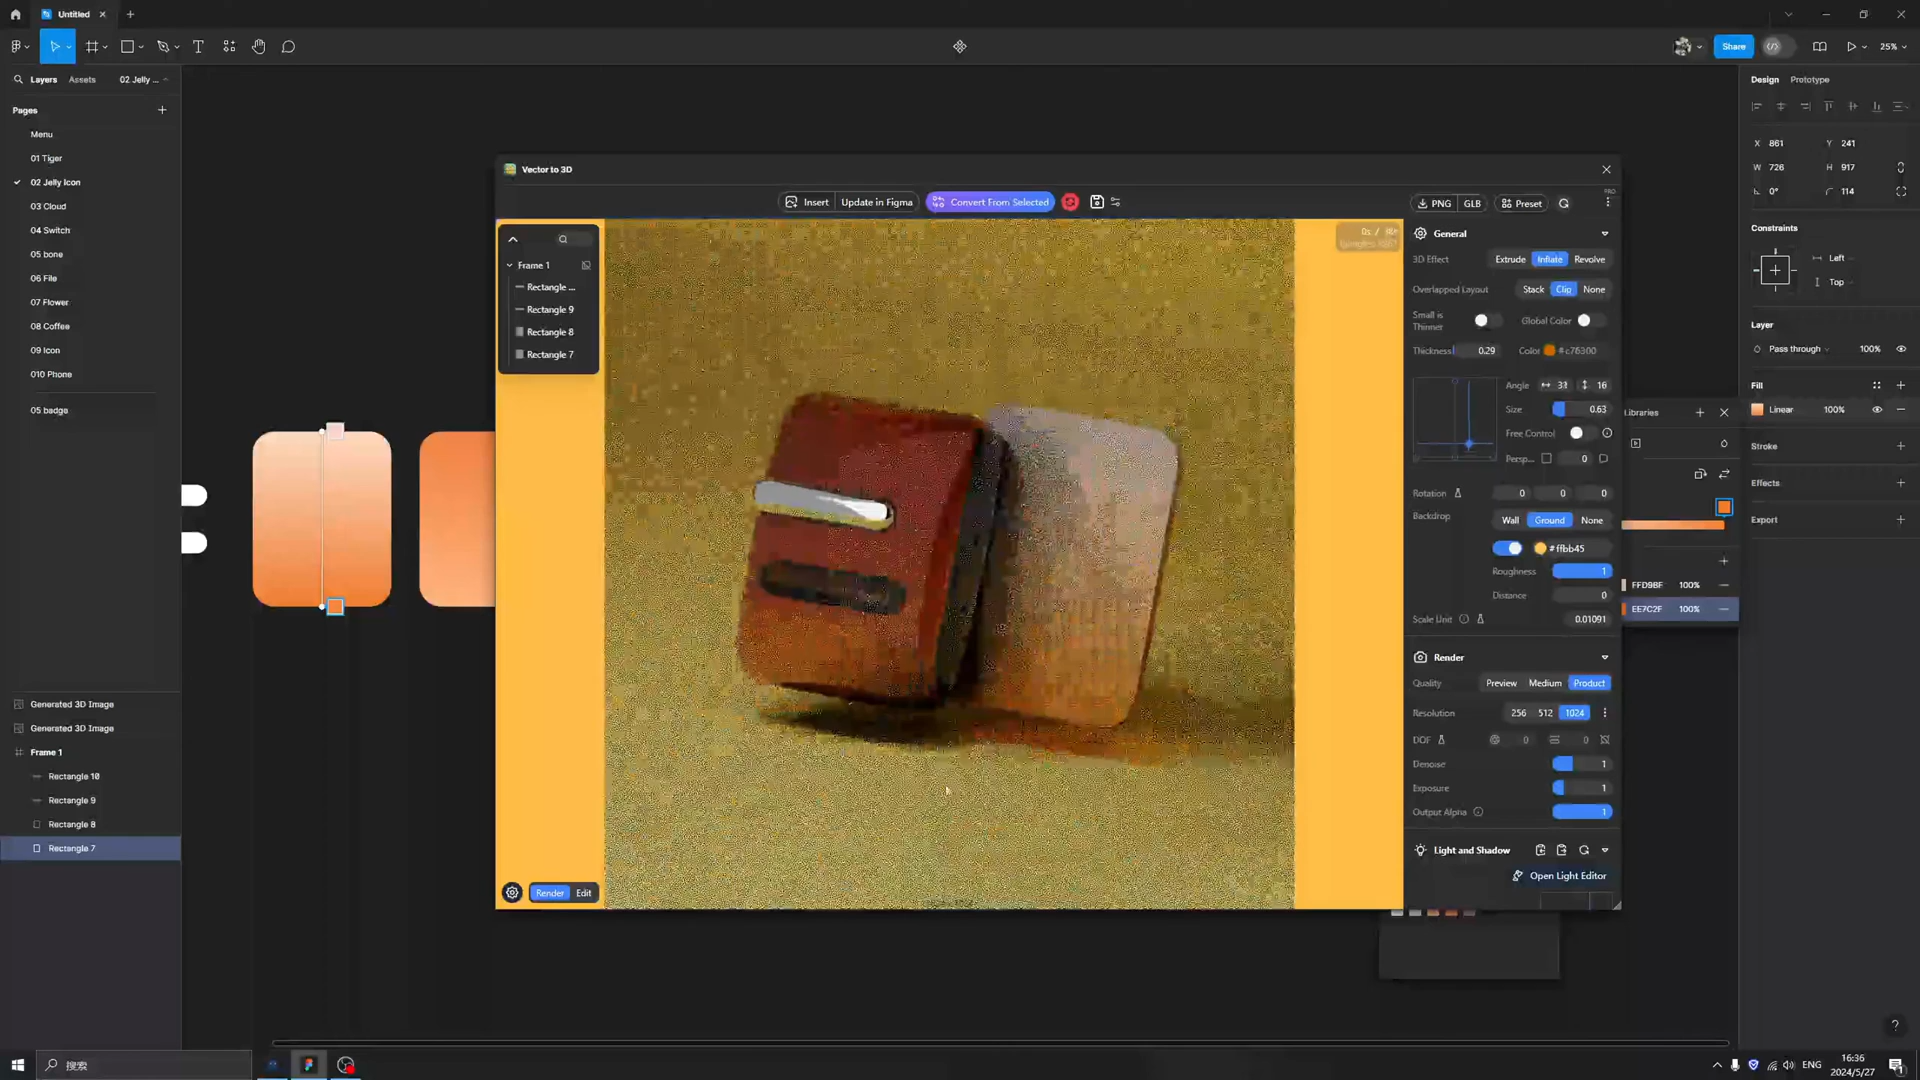 Untitled
Share
25%
Layers
Assets
02 Jelly ...
Pages
Menu
01 Tiger
02 Jelly Icon
03 Cloud
04 Switch
05 bone
06 File
07 Flower
08 Coffee
09 Icon
010 Phone
05 badge
Generated 3D Image
Generated 3D Image
Frame 1
Rectangle 10
Rectangle 9
Rectangle 8
Rectangle 7
Vector to 3D
Insert
Update in Figma
Convert From Selected
PNG
GLB
Preset
PRO
Frame 1
Rectangle ...
Rectangle 9
Rectangle 8
Rectangle 7
Render
Edit
General
3D Effect
Extrude
Inflate
Revolve
Overlapped Layout
Stack
Clip
None
Small is Thinner
Global Color
Thickness
0.29
Color
#c76300
Angle
16
Size
0.63
Free Control
Persp...
0
Rotation
0
0
0
Backdrop
Wall
Ground
None
#ffbb45
Roughness
1
Distance
0
Scale Unit
0.01091
Render
Quality
Preview
Medium
Product
Resolution
256
512
1024
DOF
0
0
Denoise
1
Exposure
1
Output Alpha
1
Light and Shadow
Open Light Editor
Libraries
FFD9BF
100%
EE7C2F
100%
Design
Prototype
X
861
Y
241
W
726
H
917
0°
114
Constraints
Left
Top
Layer
Pass through
100%
Fill
Linear
100%
Stroke
Effects
Export
?
搜索
ENG
16:36
2024/5/27